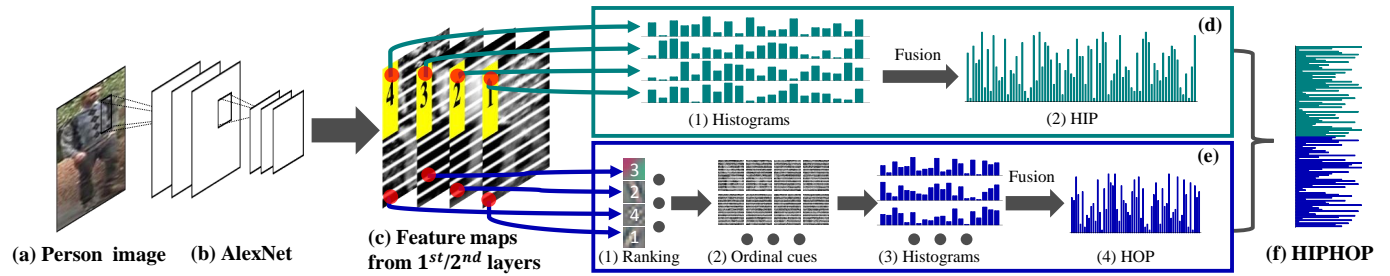 (d)
Fusion
4
3
2
1
(1) Histograms
(2) HIP
(e)
3
2
4
1
Fusion
(a) Person image
(b) AlexNet
(c) Feature maps
from 1st/2nd layers
(1) Ranking
(2) Ordinal cues
(3) Histograms
(4) HOP
(f) HIPHOP